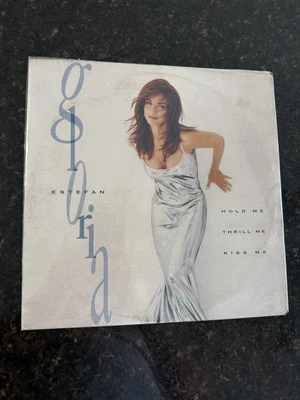 gloria
ESTEFAN
HOLD ME
THRILL ME
KISS ME